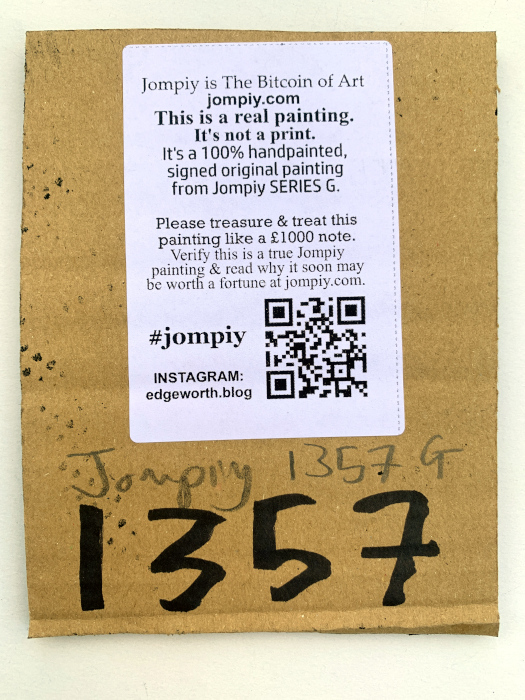 Jompiy is The Bitcoin of Art
jompiy.com
This is a real painting.
It's not a print.
It's a 100% handpainted,
signed original painting
from Jompiy SERIES G.
Please treasure & treat this
painting like a £1000 note.
Verify this is a true Jompiy
painting & read why it soon may
be worth a fortune at jompiy.com.
#jompiy
INSTAGRAM:
edgeworth.blog
Jompiy 1357 G
1357